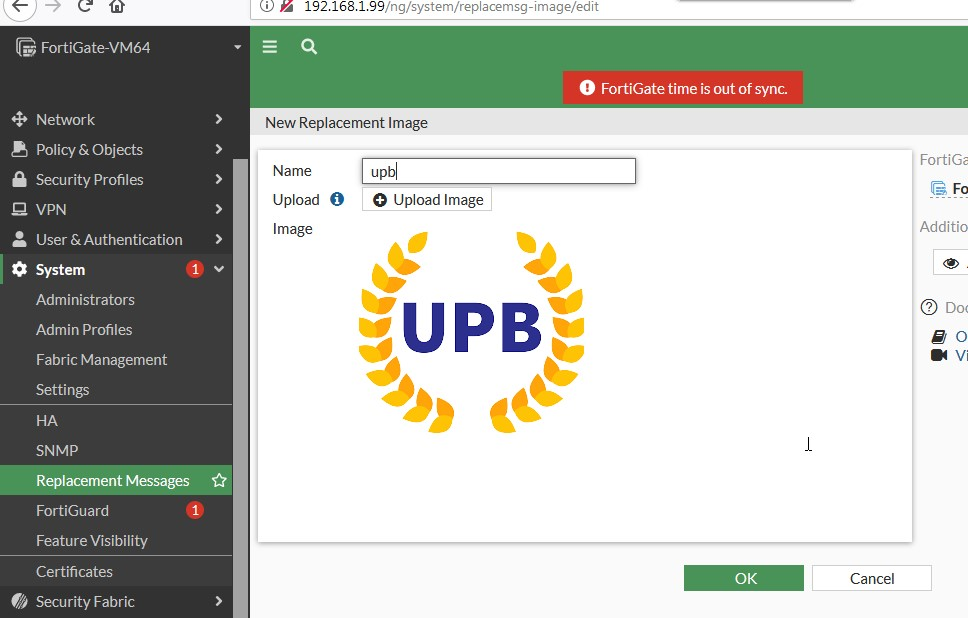 192.168.1.99/ng/system/replacemsg-image/edit
FortiGate-VM64
FortiGate time is out of sync.
New Replacement Image
Network
Policy & Objects
Security Profiles
VPN
User & Authentication
System 1
Administrators
Admin Profiles
Fabric Management
Settings
HA
SNMP
Replacement Messages
FortiGuard 1
Feature Visibility
Certificates
Security Fabric
Name upb
Upload Upload Image
Image
UPB
OK Cancel